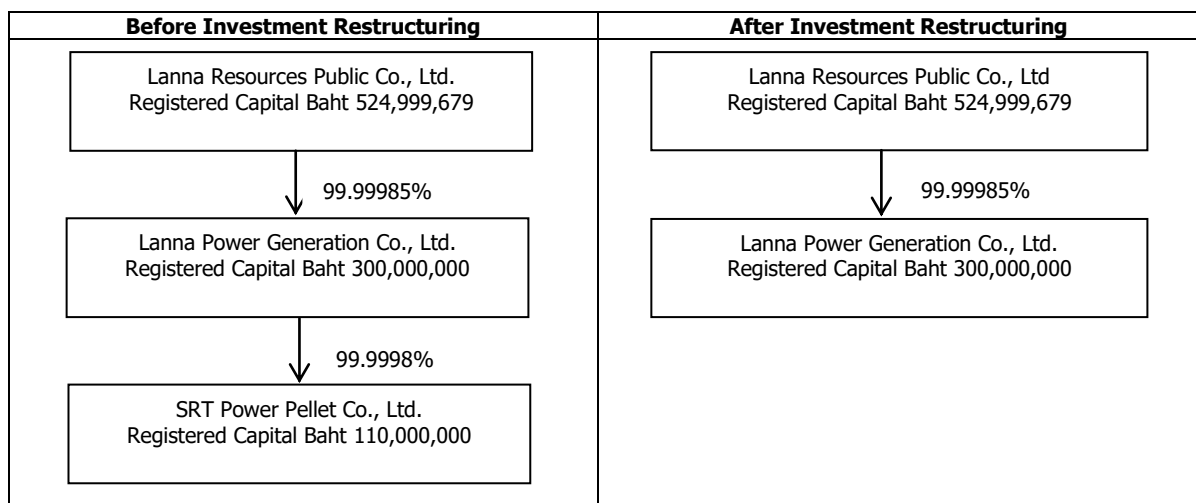 Before Investment Restructuring
Lanna Resources Public Co., Ltd.
Registered Capital Baht 524,999,679
99.99985%
Lanna Power Generation Co., Ltd.
Registered Capital Baht 300,000,000
99.9998%
SRT Power Pellet Co., Ltd.
Registered Capital Baht 110,000,000
After Investment Restructuring
Lanna Resources Public Co., Ltd
Registered Capital Baht 524,999,679
99.99985%
Lanna Power Generation Co., Ltd.
Registered Capital Baht 300,000,000